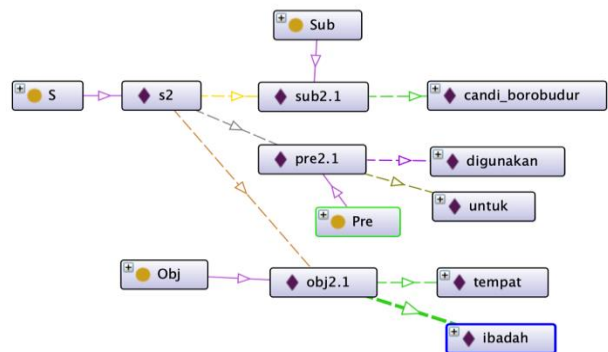 Sub
S
s2
sub2.1
candi_borobudur
pre2.1
digunakan
untuk
Pre
Obj
obj2.1
tempat
ibadah